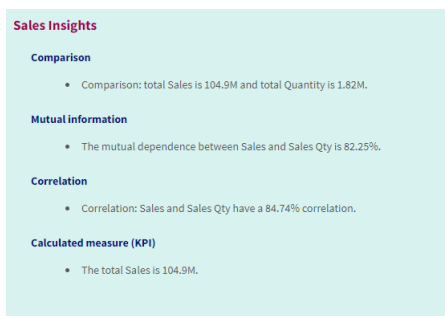 Sales Insights
Comparison
• Comparison: total Sales is 104.9M and total Quantity is 1.82M.
Mutual information
• The mutual dependence between Sales and Sales Qty is 82.25%.
Correlation
• Correlation: Sales and Sales Qty have a 84.74% correlation.
Calculated measure (KPI)
• The total Sales is 104.9M.